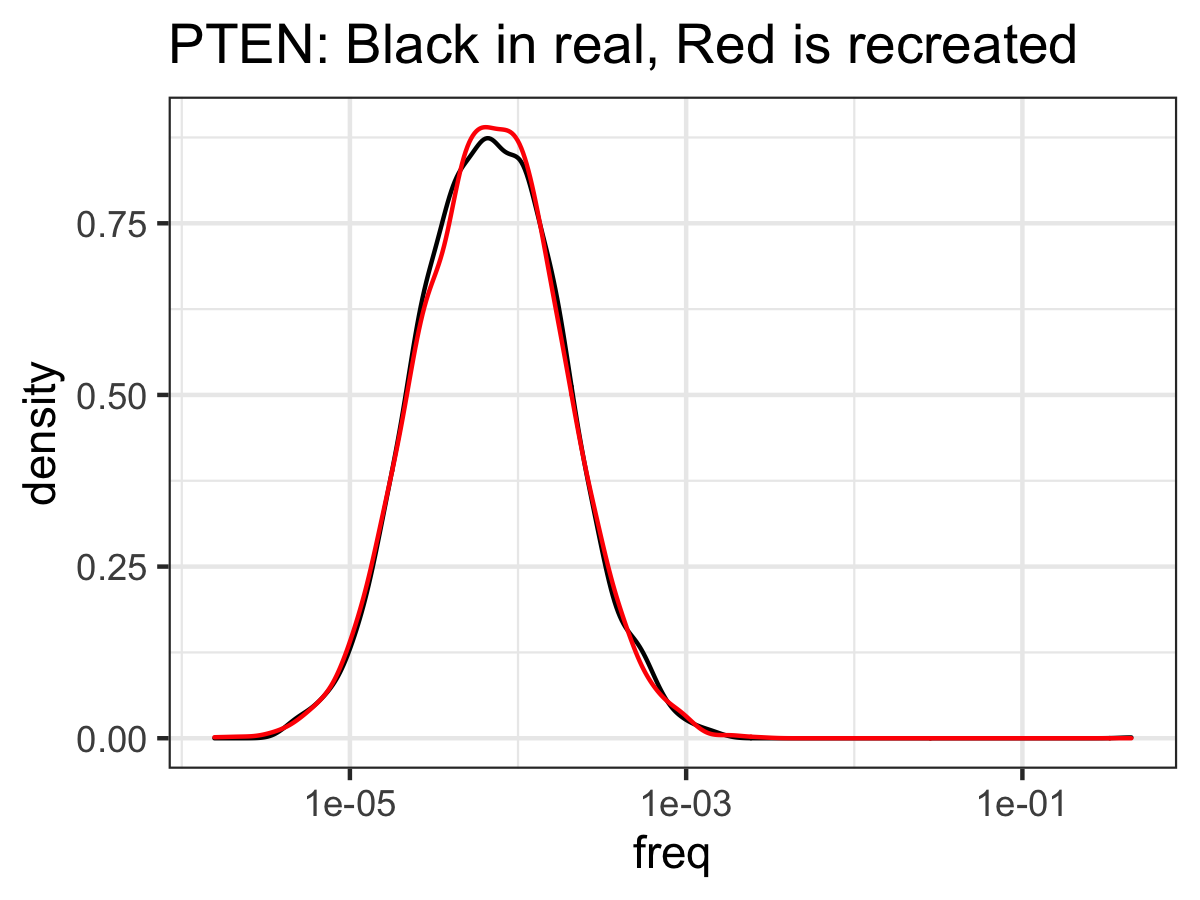 PTEN: Black in real, Red is recreated
density
0.75
0.50
0.25
0.00
1e-05
1e-03
1e-01
freq